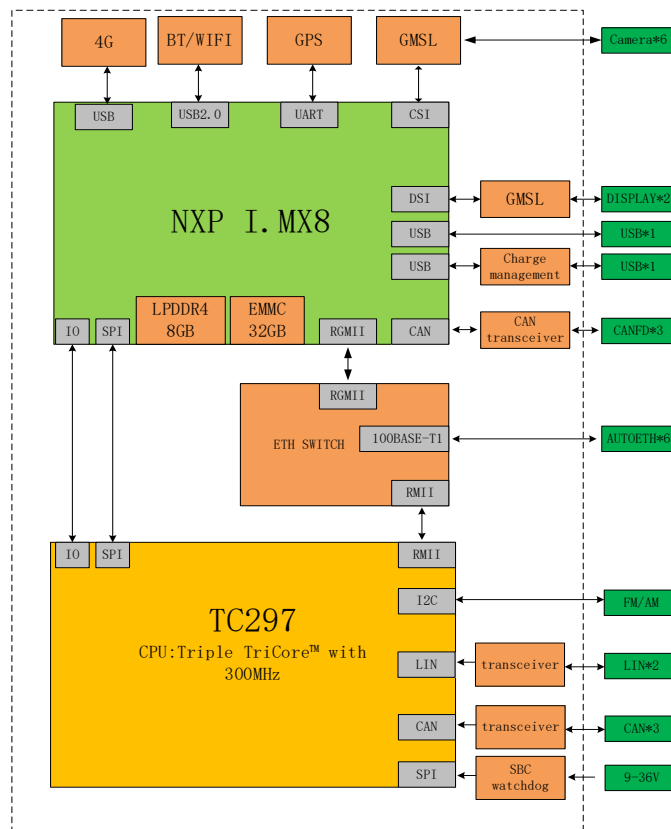 4G
BT/WIFI
GPS
GMSL
Camera*6
USB
USB2.0
UART
CSI
DSI
GMSL
DISPLAY*2
NXP I.MX8
USB
USB*1
USB
Charge
management
USB*1
LPDDR4
8GB
EMMC
32GB
IO
SPI
RGMII
CAN
CAN
transceiver
CANFD*3
RGMII
ETH SWITCH
100BASE-T1
AUTOETH*6
RMII
IO
SPI
RMII
I2C
FM/AM
TC297
CPU:Triple TriCore™ with
300MHz
LIN
transceiver
LIN*2
CAN
transceiver
CAN*3
SPI
SBC
watchdog
9-36V